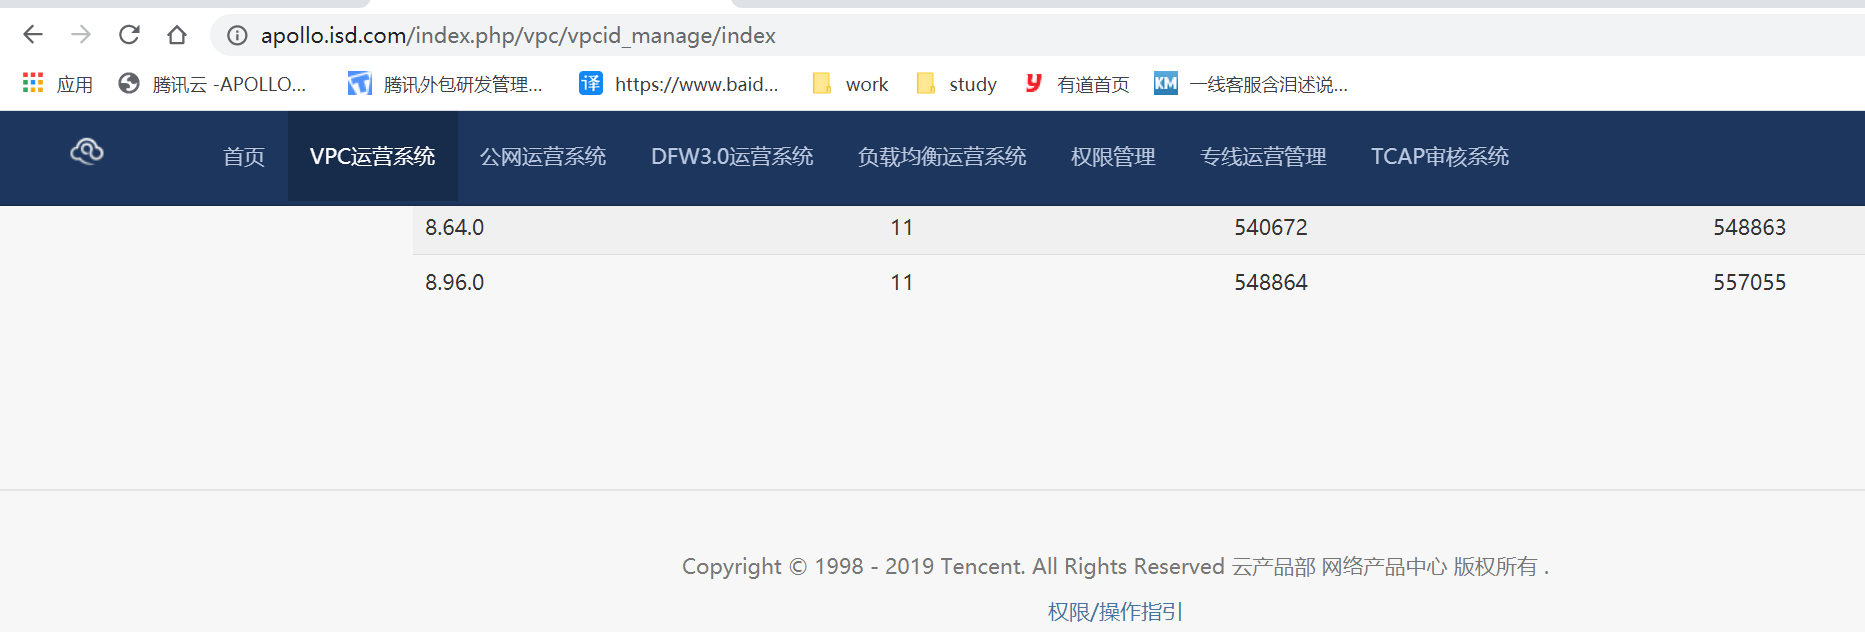 apollo.isd.com/index.php/vpc/vpcid_manage/index
应用 腾讯云 -APOLLO... 腾讯外包研发管理... 译 https://www.baid... work study y 有道首页 KM 一线客服含泪述说...
首页 VPC运营系统 公网运营系统 DFW3.0运营系统 负载均衡运营系统 权限管理 专线运营管理 TCAP审核系统
8.64.0 11 540672 548863
8.96.0 11 548864 557055
Copyright © 1998 - 2019 Tencent. All Rights Reserved 云产品部 网络产品中心 版权所有 .
权限/操作指引